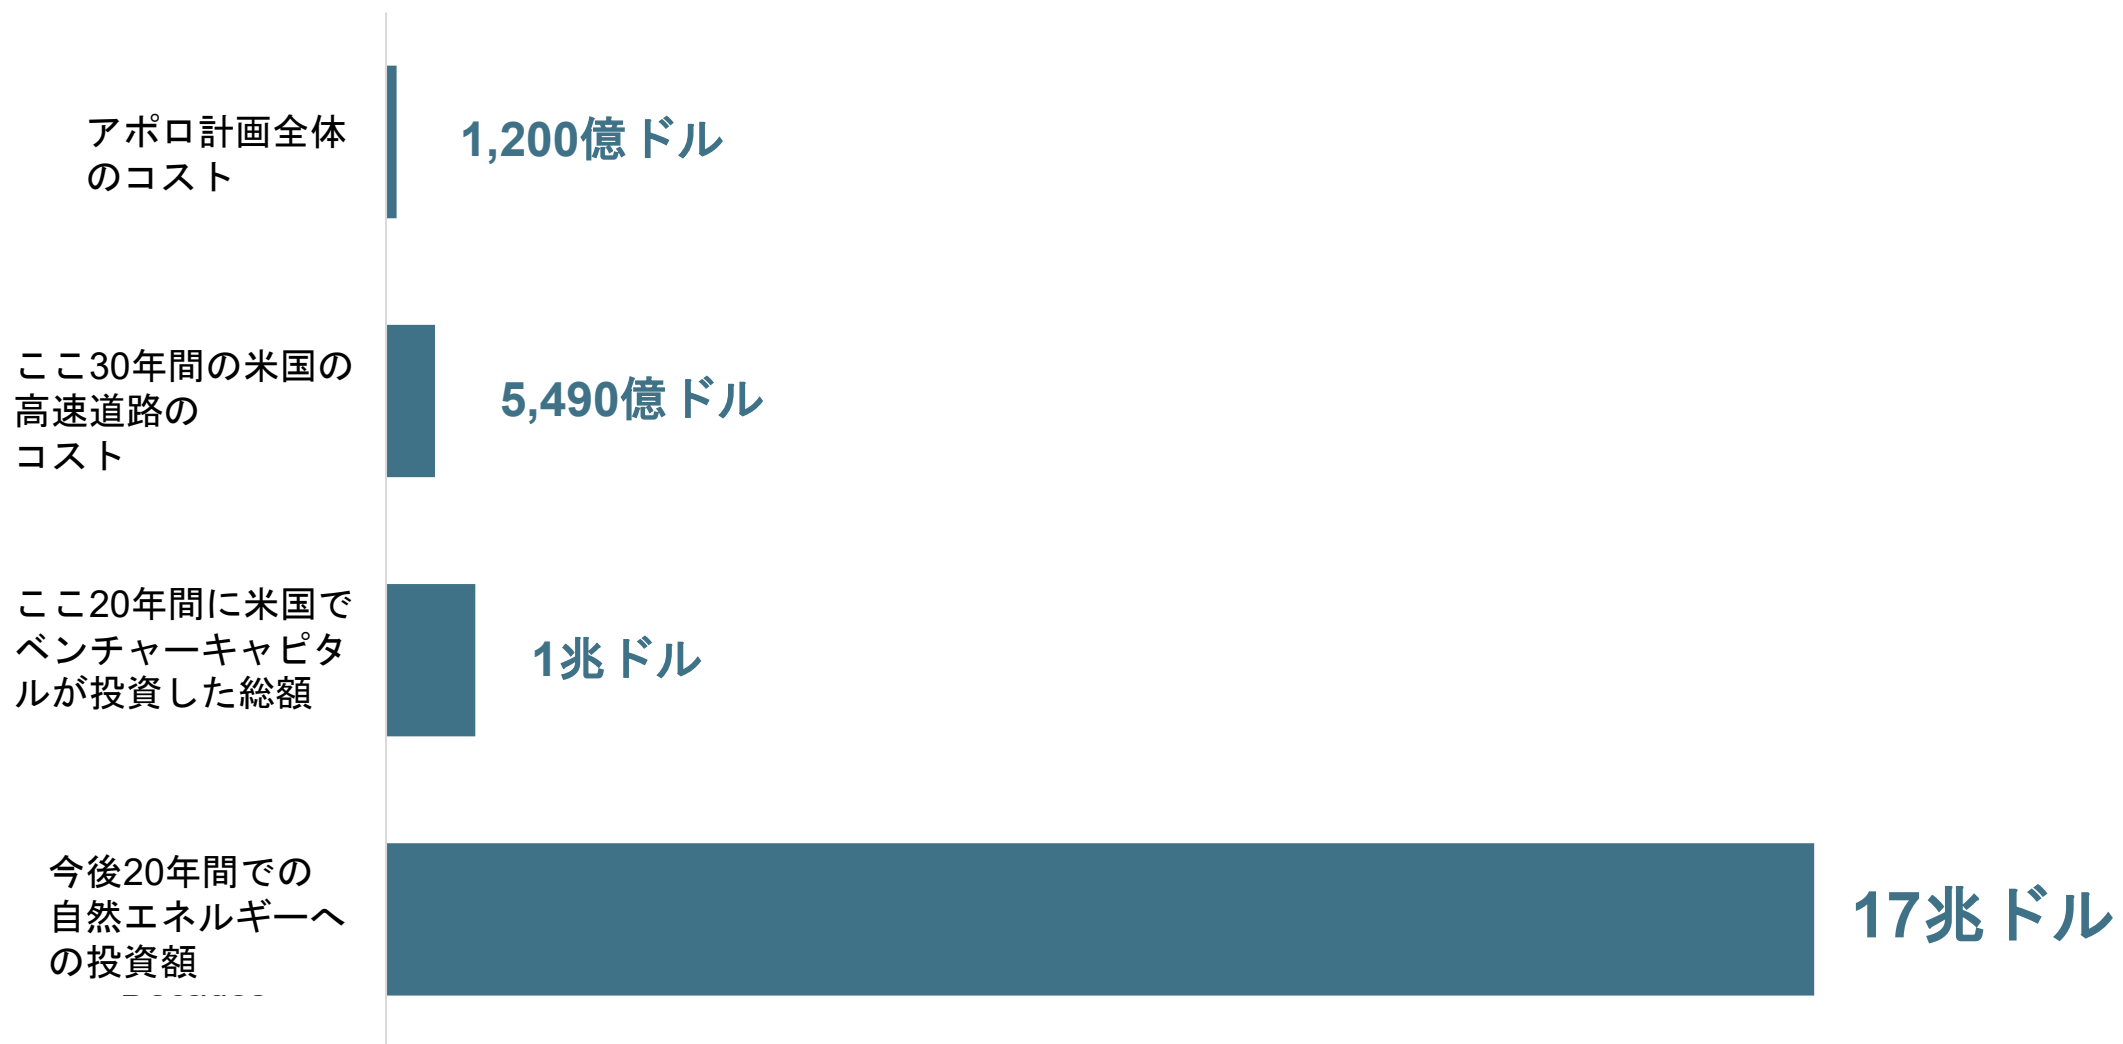 アポロ計画全体
のコスト
1,200億ドル
ここ30年間の米国の
高速道路の
コスト
5,490億ドル
ここ20年間に米国で
ベンチャーキャピタ
ルが投資した総額
1兆ドル
今後20年間での
自然エネルギーへ
の投資額
17兆ドル